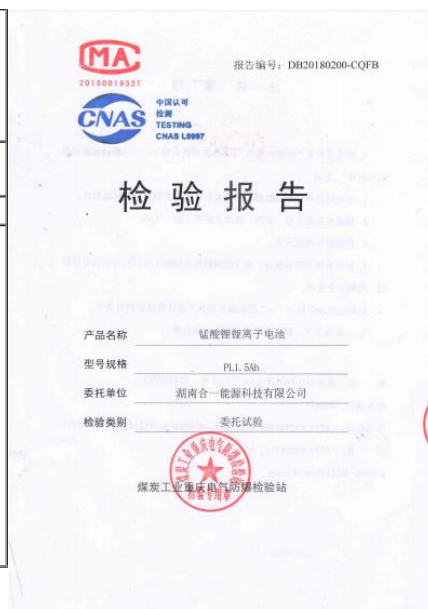 MA
报告编号：DB20180200-CQFB
2018001932T
CNAS
中国认可
检测
TESTING
CNAS L0997
检验报告
产品名称 锰酸锂锂离子电池
型号规格 PL1.5Ah
委托单位 湖南合一能源科技有限公司
检验类别 委托试验
煤炭工业重庆电气防爆检验站